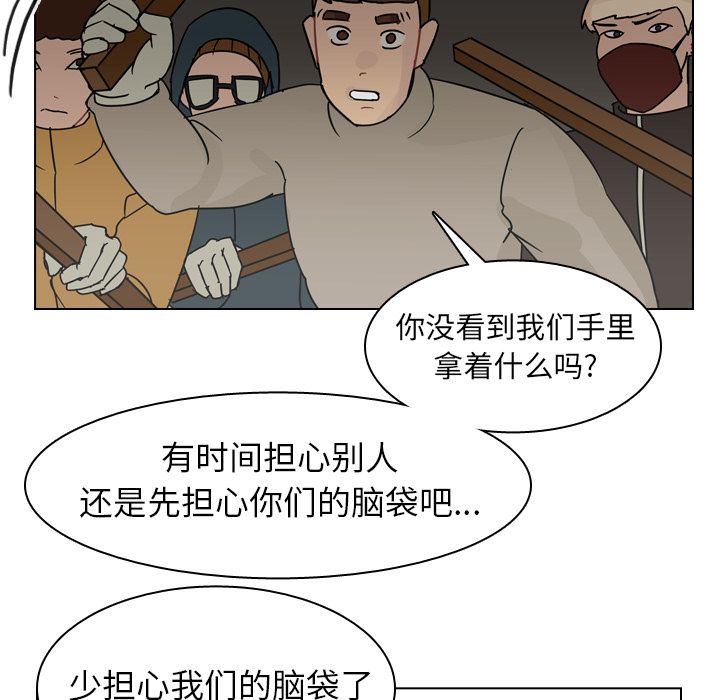 你没看到我们手里
拿着什么吗?
有时间担心别人
还是先担心你们的脑袋吧...
少担心我们的脑袋了